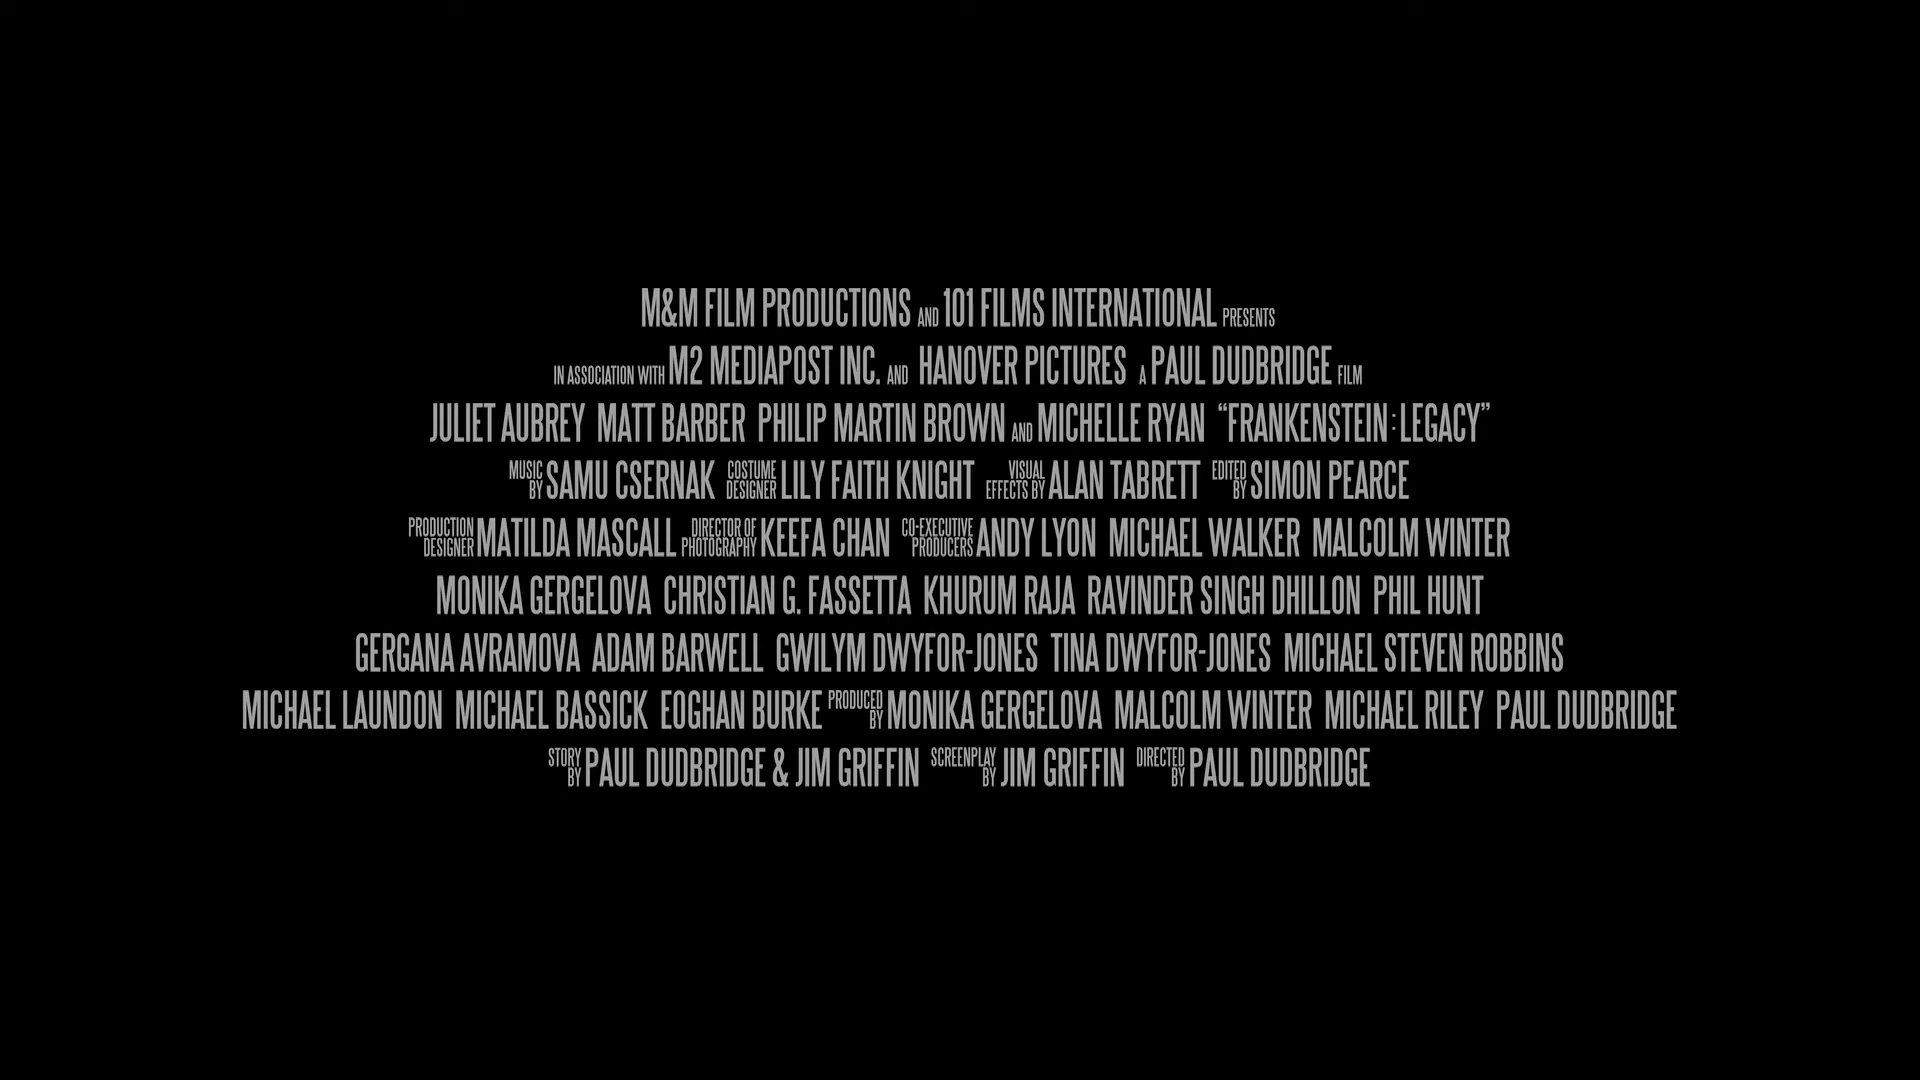 M&M FILM PRODUCTIONS AND 101 FILMS INTERNATIONAL PRESENTS
IN ASSOCIATION WITH M2 MEDIAPOST INC. AND HANOVER PICTURES A PAUL DUDBRIDGE FILM
JULIET AUBREY MATT BARBER PHILIP MARTIN BROWN AND MICHELLE RYAN “FRANKENSTEIN : LEGACY”
MUSIC BY SAMU CSERNAK COSTUME DESIGNER LILY FAITH KNIGHT VISUAL EFFECTS BY ALAN TABRETT EDITED BY SIMON PEARCE
PRODUCTION DESIGNER MATILDA MASCALL DIRECTOR OF PHOTOGRAPHY KEEFA CHAN CO-EXECUTIVE PRODUCERS ANDY LYON MICHAEL WALKER MALCOLM WINTER
MONIKA GERGELOVA CHRISTIAN G. FASSETTA KHURUM RAJA RAVINDER SINGH DHILLON PHIL HUNT
GERGANA AVRAMOVA ADAM BARWELL GWILYM DWYFOR-JONES TINA DWYFOR-JONES MICHAEL STEVEN ROBBINS
MICHAEL LAUNDON MICHAEL BASSICK EOGHAN BURKE PRODUCED BY MONIKA GERGELOVA MALCOLM WINTER MICHAEL RILEY PAUL DUDBRIDGE
STORY BY PAUL DUDBRIDGE & JIM GRIFFIN SCREENPLAY BY JIM GRIFFIN DIRECTED BY PAUL DUDBRIDGE